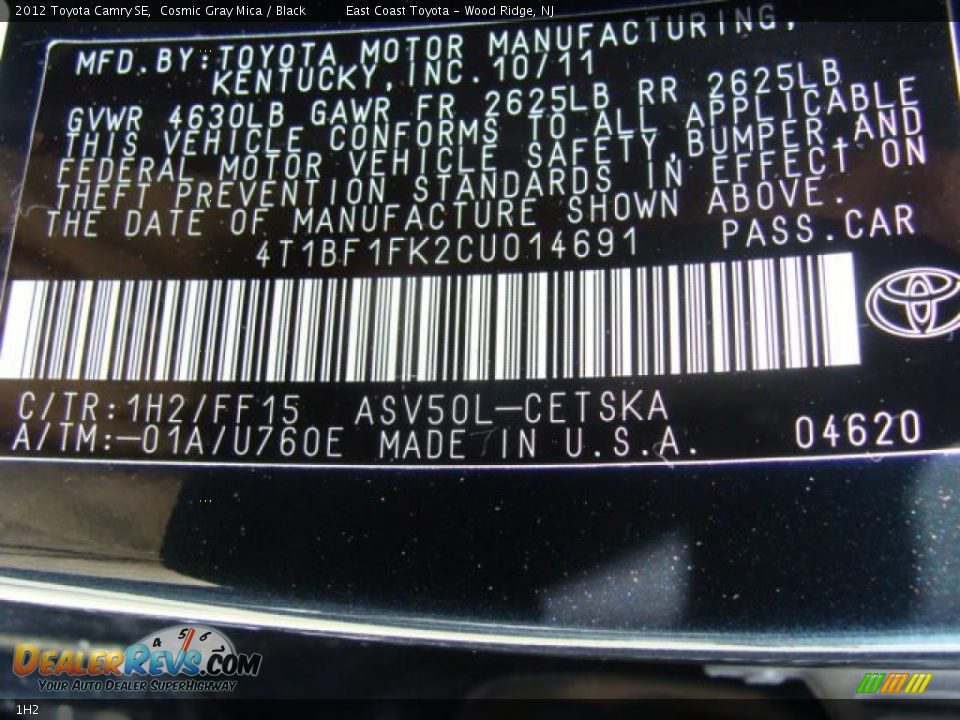 2012 Toyota Camry SE, Cosmic Gray Mica / Black East Coast Toyota - Wood Ridge, NJ
MFD. BY: TOYOTA MOTOR MANUFACTURING,
KENTUCKY, INC. 10/11
GVWR 4630LB GAWR FR 2625LB RR 2625LB
THIS VEHICLE CONFORMS TO ALL APPLICABLE
FEDERAL MOTOR VEHICLE SAFETY, BUMPER, AND
THEFT PREVENTION STANDARDS IN EFFECT ON
THE DATE OF MANUFACTURE SHOWN ABOVE.
4T1BF1FK2CU014691 PASS. CAR
C/TR: 1H2/FF15 ASV50L-CETSKA
A/TM: -01A/U760E MADE IN U.S.A. 04620
4 5 6
DEALERREVS.COM
YOUR AUTO DEALER SUPERHIGHWAY
1H2